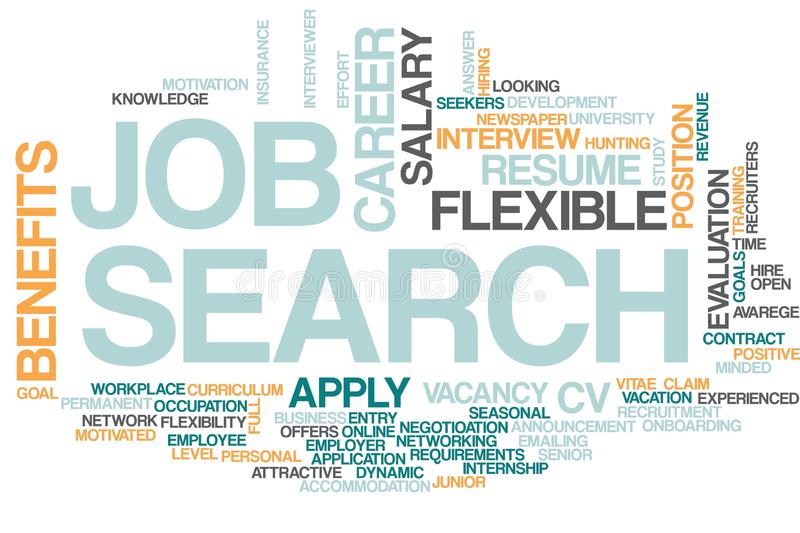 MOTIVATION
KNOWLEDGE
INSURANCE
INTERVIEWER
EFFORT
CAREER
SALARY
ANSWER
HIRING
LOOKING
SEEKERS
DEVELOPMENT
NEWSPAPER
UNIVERSITY
INTERVIEW
HUNTING
RESUME
STUDY
FLEXIBLE
POSITION
REVENUE
JOB
SEARCH
BENEFITS
EVALUATION
TRAINING
RECRUITERS
TIME
GOALS
HIRE
OPEN
AVAREGE
CONTRACT
POSITIVE
MINDED
GOAL
WORKPLACE
CURRICULUM
APPLY
VACANCY
CV
VITAE
CLAIM
PERMANENT
OCCUPATION
FULL
VACATION
EXPERIENCED
NETWORK
FLEXIBILITY
BUSINESS
ENTRY
SEASONAL
RECRUITMENT
MOTIVATED
EMPLOYEE
OFFERS
ONLINE
NEGOTIOATION
ANNOUNCEMENT
ONBOARDING
LEVEL
PERSONAL
EMPLOYER
NETWORKING
EMAILING
APPLICATION
REQUIREMENTS
SENIOR
ATTRACTIVE
DYNAMIC
INTERNSHIP
ACCOMMODATION
JUNIOR
dreamstime